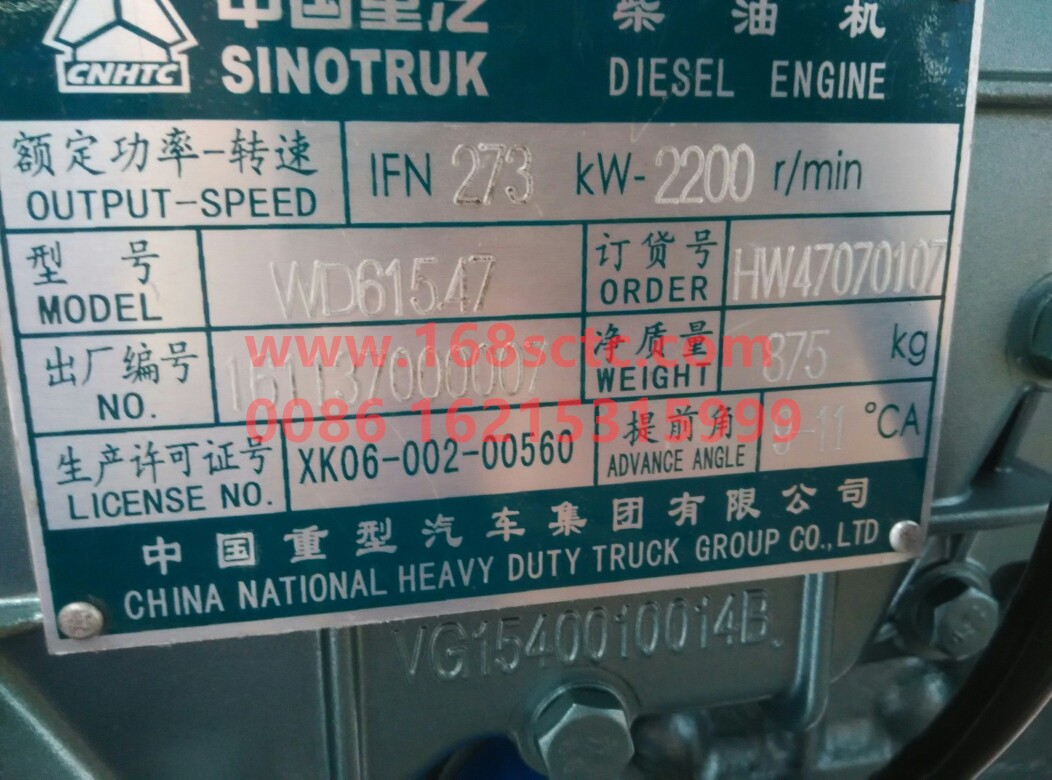 中国重汽
CNHTC
SINOTRUK
柴油机
DIESEL ENGINE
额定功率-转速
OUTPUT-SPEED
IFN 273 kW-2200 r/min
型号
MODEL
WD615.47
订货号
ORDER
HW47070107
出厂编号
NO.
净质量
WEIGHT
875 kg
www.168sctc.com
0086 16215315999
生产许可证号
LICENSE NO.
XK06-002-00560
提前角
ADVANCE ANGLE
9-11 °CA
中国重型汽车集团有限公司
CHINA NATIONAL HEAVY DUTY TRUCK GROUP CO.,LTD
VG1540010014B.